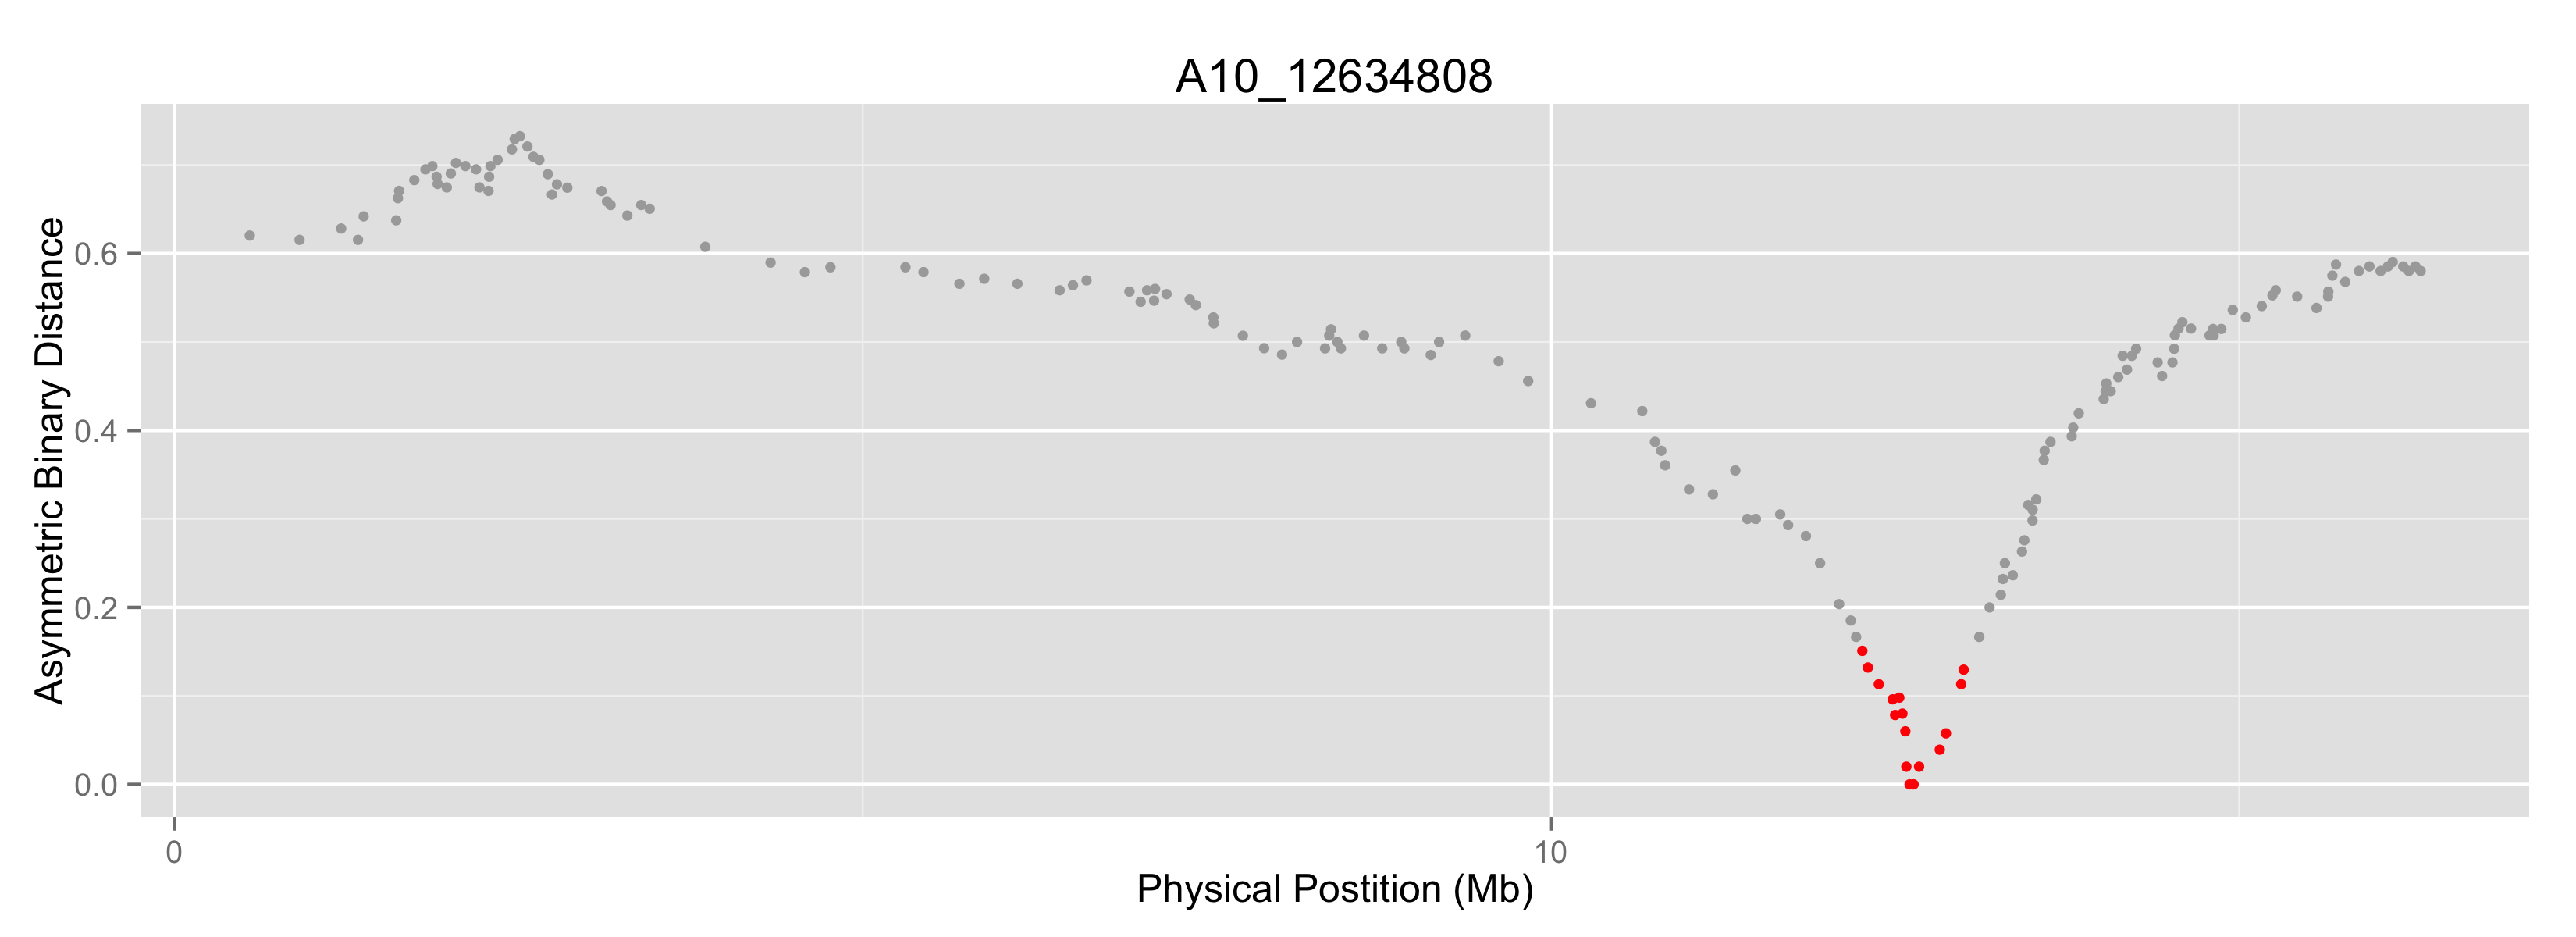 A10_12634808
Asymmetric Binary Distance
0.6
0.4
0.2
0.0
0
10
Physical Postition (Mb)